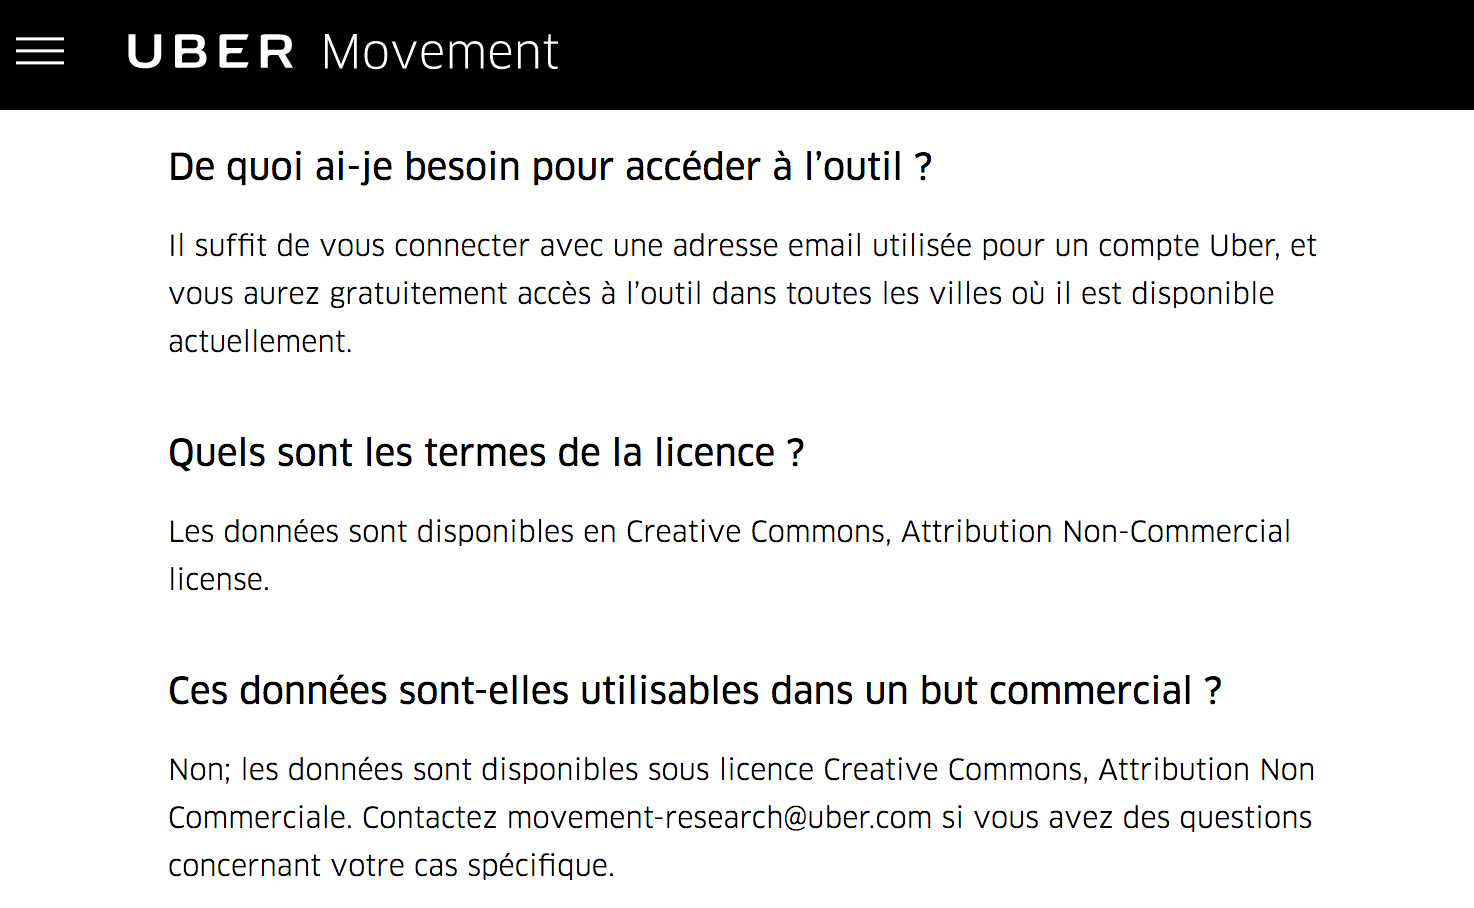 UBER Movement
De quoi ai-je besoin pour accéder à l’outil ?
Il suffit de vous connecter avec une adresse email utilisée pour un compte Uber, et
vous aurez gratuitement accès à l’outil dans toutes les villes où il est disponible
actuellement.
Quels sont les termes de la licence ?
Les données sont disponibles en Creative Commons, Attribution Non-Commercial
license.
Ces données sont-elles utilisables dans un but commercial ?
Non; les données sont disponibles sous licence Creative Commons, Attribution Non
Commerciale. Contactez movement-research@uber.com si vous avez des questions
concernant votre cas spécifique.